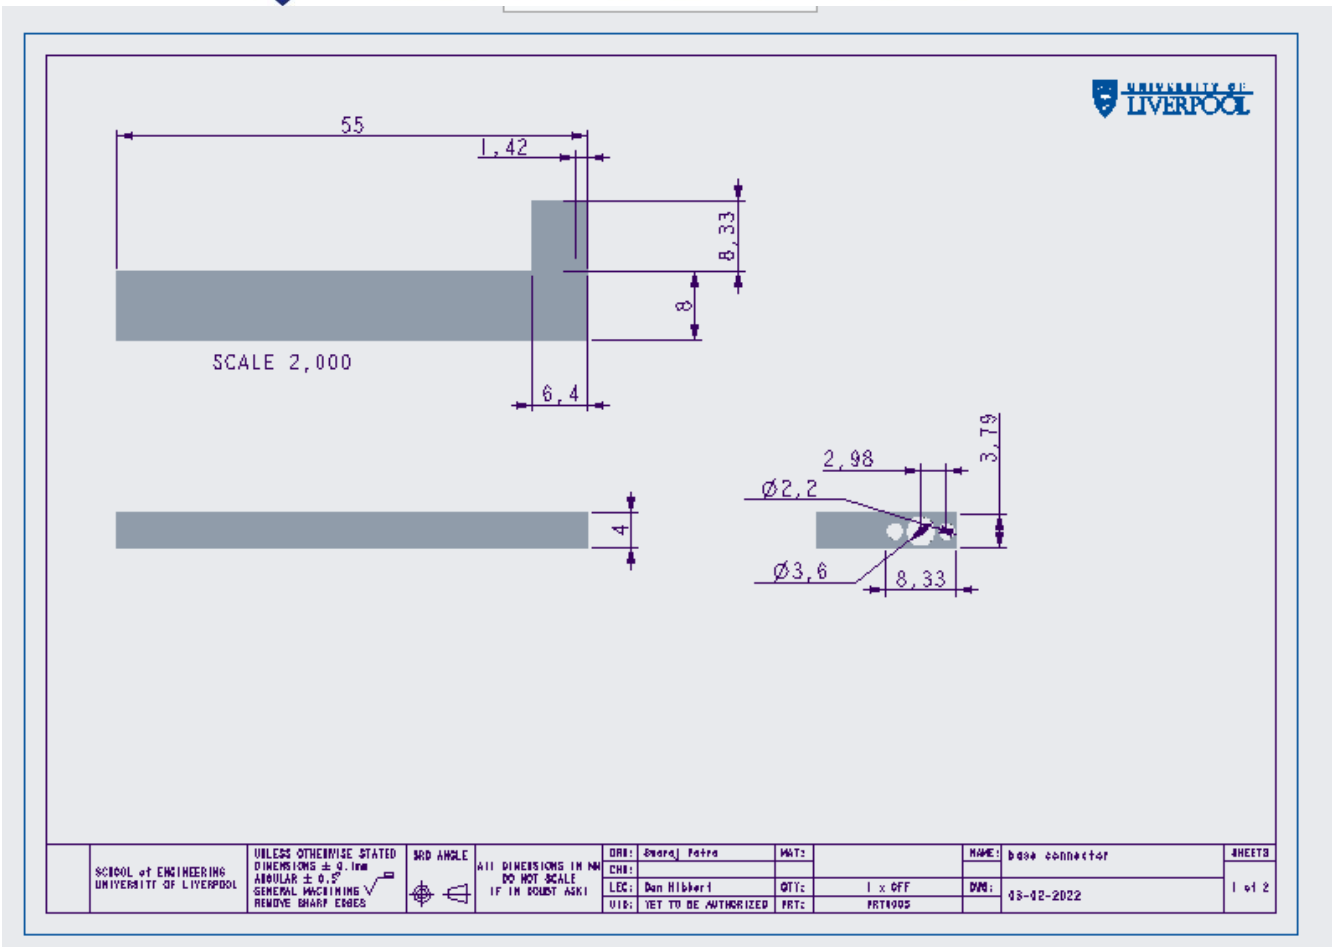 UNIVERSITY OF
LIVERPOOL
55
1,42
8,33
8
SCALE 2,000
6,4
3,79
2,98
Ø2,2
4
Ø3,6
8,33
SCHOOL of ENGINEERING
UNIVERSITY OF LIVERPOOL
UNLESS OTHERWISE STATED
DIMENSIONS ± 0.1mm
ANGULAR ± 0.5°
GENERAL MACHINING √
REMOVE SHARP EDGES
3RD ANGLE
All DIMENSIONS IN MM
DO NOT SCALE
IF IN DOUBT ASK!
DRN:
CHK:
LEC: Dan Hibbert
UID: YET TO BE AUTHORIZED
MAT:
QTY: 1 x OFF
PRT: PRT0005
NAME: base connector
DWG:
-02-2022
SHEETS
1 of 2